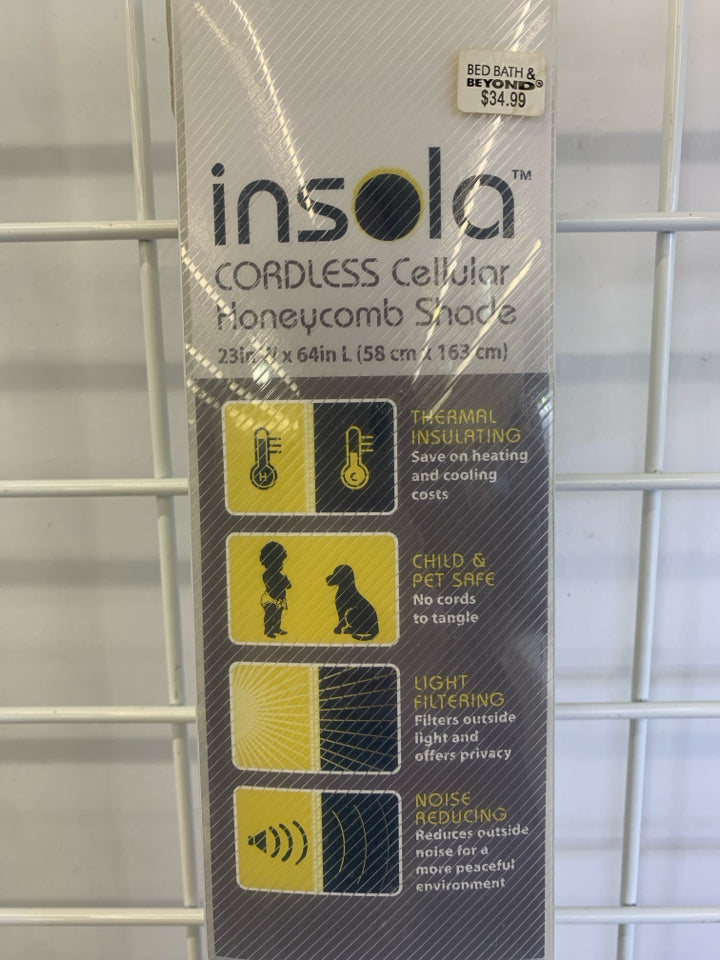 BED BATH &
BEYOND®
$34.99
insola™
CORDLESS Cellular
Honeycomb Shade
23in W x 64in L (58 cm x 163 cm)
H
C
THERMAL
INSULATING
Save on heating
and cooling
costs
CHILD &
PET SAFE
No cords
to tangle
LIGHT
FILTERING
Filters outside
light and
offers privacy
NOISE
REDUCING
Reduces outside
noise for a
more peaceful
environment